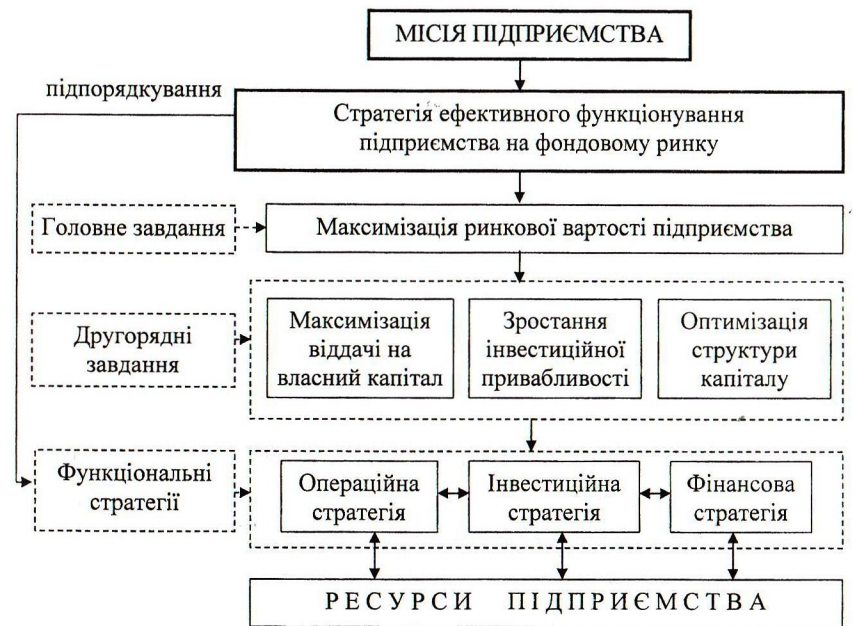 МІСІЯ ПІДПРИЄМСТВА
підпорядкування
Стратегія ефективного функціонування
підприємства на фондовому ринку
Головне завдання
Максимізація ринкової вартості підприємства
Другорядні
завдання
Максимізація
віддачі на
власний капітал
Зростання
інвестиційної
привабливості
Оптимізація
структури
капіталу
Функціональні
стратегії
Операційна
стратегія
Інвестиційна
стратегія
Фінансова
стратегія
РЕСУРСИ ПІДПРИЄМСТВА